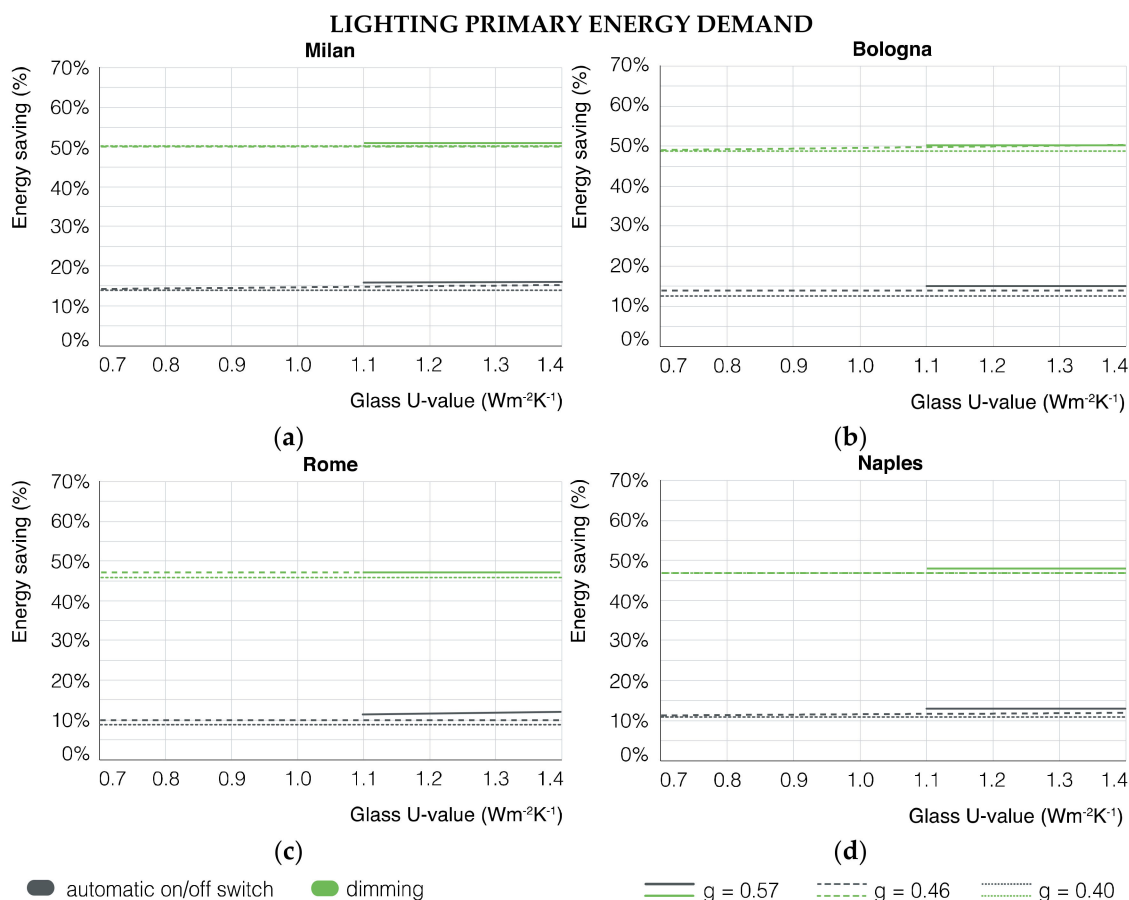 LIGHTING PRIMARY ENERGY DEMAND
Milan
Energy saving (%)
70%
60%
50%
40%
30%
20%
10%
0%
0.7 0.8 0.9 1.0 1.1 1.2 1.3 1.4
Glass U-value (Wm-2K-1)
(a)
Bologna
Energy saving (%)
70%
60%
50%
40%
30%
20%
10%
0%
0.7 0.8 0.9 1.0 1.1 1.2 1.3 1.4
Glass U-value (Wm-2K-1)
(b)
Rome
Energy saving (%)
70%
60%
50%
40%
30%
20%
10%
0%
0.7 0.8 0.9 1.0 1.1 1.2 1.3 1.4
Glass U-value (Wm-2K-1)
(c)
Naples
Energy saving (%)
70%
60%
50%
40%
30%
20%
10%
0%
0.7 0.8 0.9 1.0 1.1 1.2 1.3 1.4
Glass U-value (Wm-2K-1)
(d)
automatic on/off switch dimming g = 0.57 g = 0.46 g = 0.40